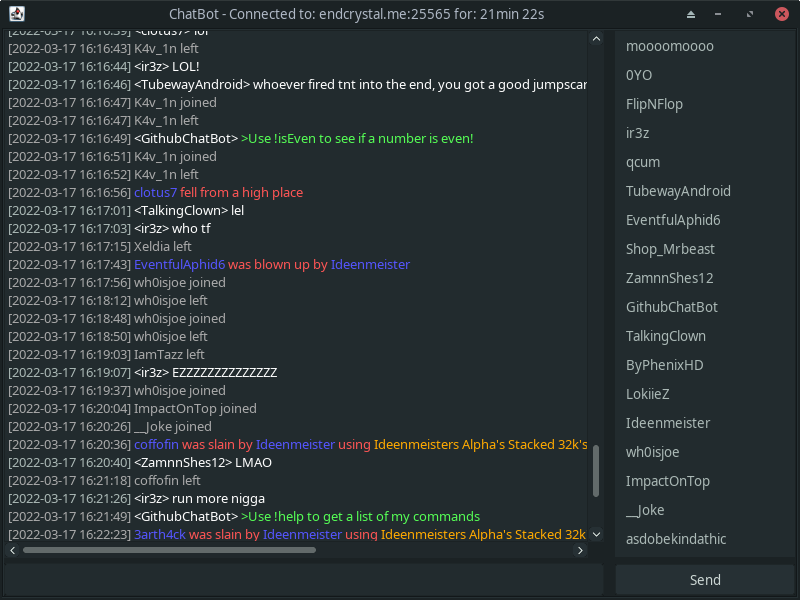 ChatBot - Connected to: endcrystal.me:25565 for: 21min 22s
[2022-03-17 16:16:39] <clotus7> lol
[2022-03-17 16:16:43] K4v_1n left
[2022-03-17 16:16:44] <ir3z> LOL!
[2022-03-17 16:16:46] <TubewayAndroid> whoever fired tnt into the end, you got a good jumpscar
[2022-03-17 16:16:47] K4v_1n joined
[2022-03-17 16:16:47] K4v_1n left
[2022-03-17 16:16:49] <GithubChatBot> >Use !isEven to see if a number is even!
[2022-03-17 16:16:51] K4v_1n joined
[2022-03-17 16:16:52] K4v_1n left
[2022-03-17 16:16:56] clotus7 fell from a high place
[2022-03-17 16:17:01] <TalkingClown> lel
[2022-03-17 16:17:03] <ir3z> who tf
[2022-03-17 16:17:15] Xeldia left
[2022-03-17 16:17:43] EventfulAphid6 was blown up by Ideenmeister
[2022-03-17 16:17:56] wh0isjoe joined
[2022-03-17 16:18:12] wh0isjoe left
[2022-03-17 16:18:48] wh0isjoe joined
[2022-03-17 16:18:50] wh0isjoe left
[2022-03-17 16:19:03] IamTazz left
[2022-03-17 16:19:07] <ir3z> EZZZZZZZZZZZZZZ
[2022-03-17 16:19:37] wh0isjoe joined
[2022-03-17 16:20:04] ImpactOnTop joined
[2022-03-17 16:20:26] __Joke joined
[2022-03-17 16:20:36] coffofin was slain by Ideenmeister using Ideenmeisters Alpha's Stacked 32k's
[2022-03-17 16:20:40] <ZamnnShes12> LMAO
[2022-03-17 16:21:18] coffofin left
[2022-03-17 16:21:26] <ir3z> run more nigga
[2022-03-17 16:21:49] <GithubChatBot> >Use !help to get a list of my commands
[2022-03-17 16:22:23] 3arth4ck was slain by Ideenmeister using Ideenmeisters Alpha's Stacked 32k
moooomoooo
0YO
FlipNFlop
ir3z
qcum
TubewayAndroid
EventfulAphid6
Shop_Mrbeast
ZamnnShes12
GithubChatBot
TalkingClown
ByPhenixHD
LokiieZ
Ideenmeister
wh0isjoe
ImpactOnTop
__Joke
asdobekindathic
Send